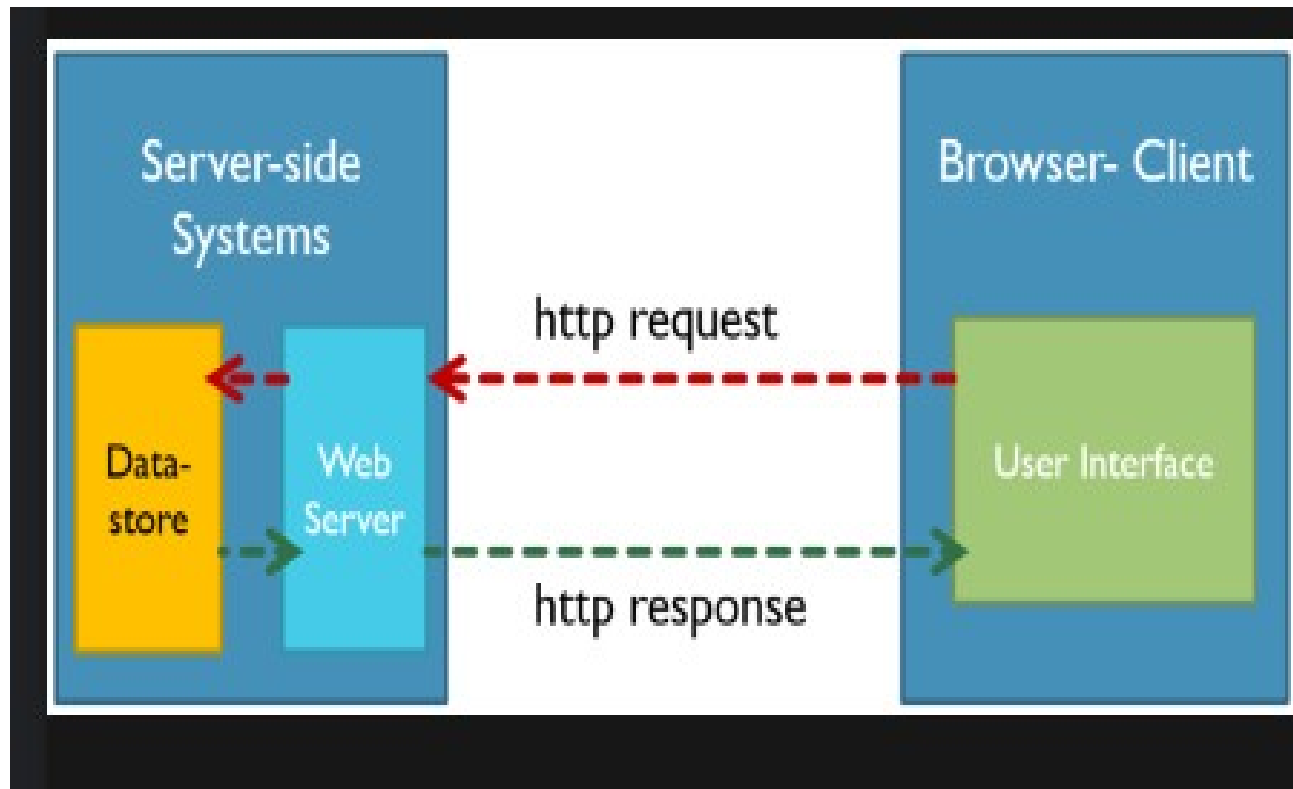 Server-side
Systems
Browser- Client
http request
Data-
store
Web
Server
User Interface
http response